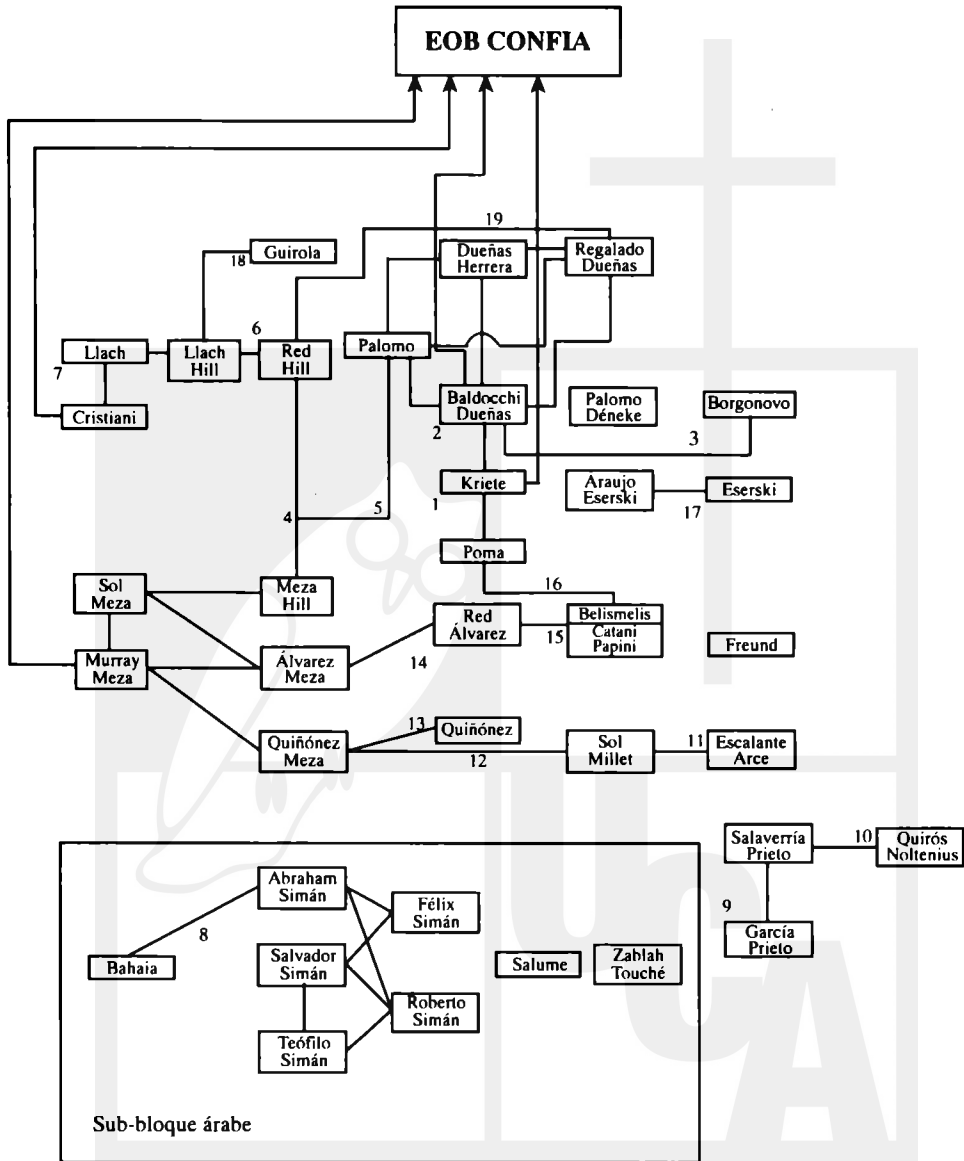 EOB CONFIA
19
18
Guirola
Dueñas
Herrera
Regalado
Dueñas
6
Llach
Llach
Hill
Red
Hill
Palomo
7
Cristiani
Baldocchi
Dueñas
2
Palomo
Déneke
Borgonovo
3
Kriete
1
Araujo
Eserski
Eserski
17
4
5
Poma
16
Sol
Meza
Meza
Hill
Red
Álvarez
15
Belismelis
Catani
Papini
Murray
Meza
Álvarez
Meza
14
Freund
Quiñónez
Meza
13
Quiñónez
12
Sol
Millet
11
Escalante
Arce
Salaverría
Prieto
10
Quirós
Noltenius
9
García
Prieto
Abraham
Simán
Félix
Simán
8
Bahaia
Salvador
Simán
Salume
Zablah
Touché
Roberto
Simán
Teófilo
Simán
Sub-bloque árabe
UCA